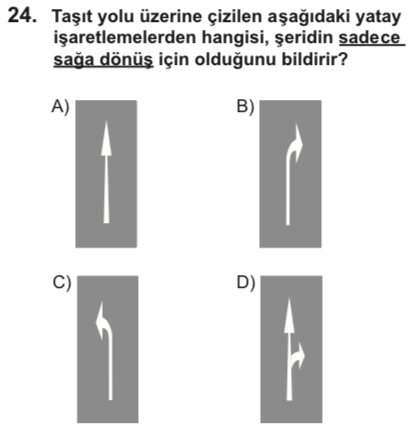 24. Taşıt yolu üzerine çizilen aşağıdaki yatay
işaretlemelerden hangisi, şeridin sadece
sağa dönüş için olduğunu bildirir?
A) B)
C) D)